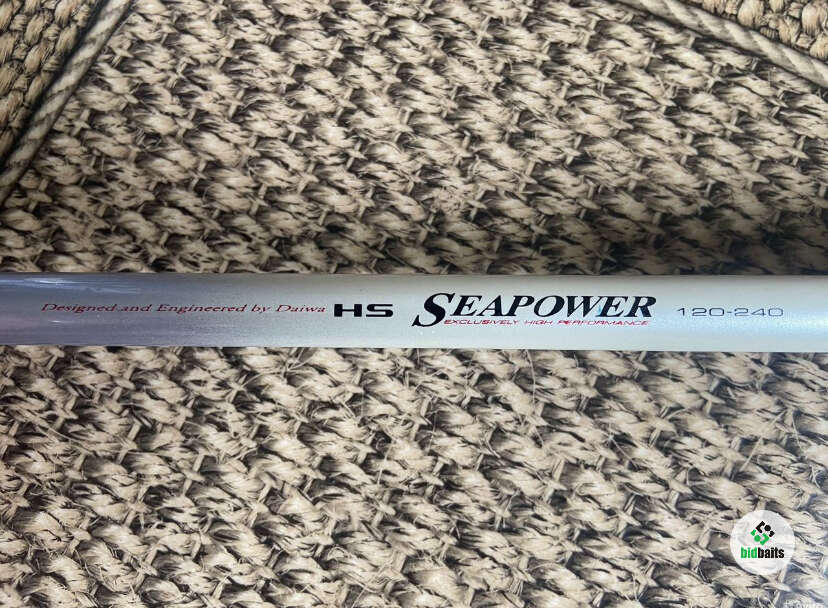 Designed and Engineered by Daiwa HS SEAPOWER 120-240
EXCLUSIVELY HIGH PERFORMANCE
bidbaits